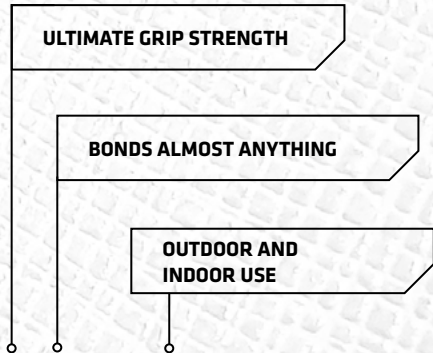 ULTIMATE GRIP STRENGTH
BONDS ALMOST ANYTHING
OUTDOOR AND
INDOOR USE